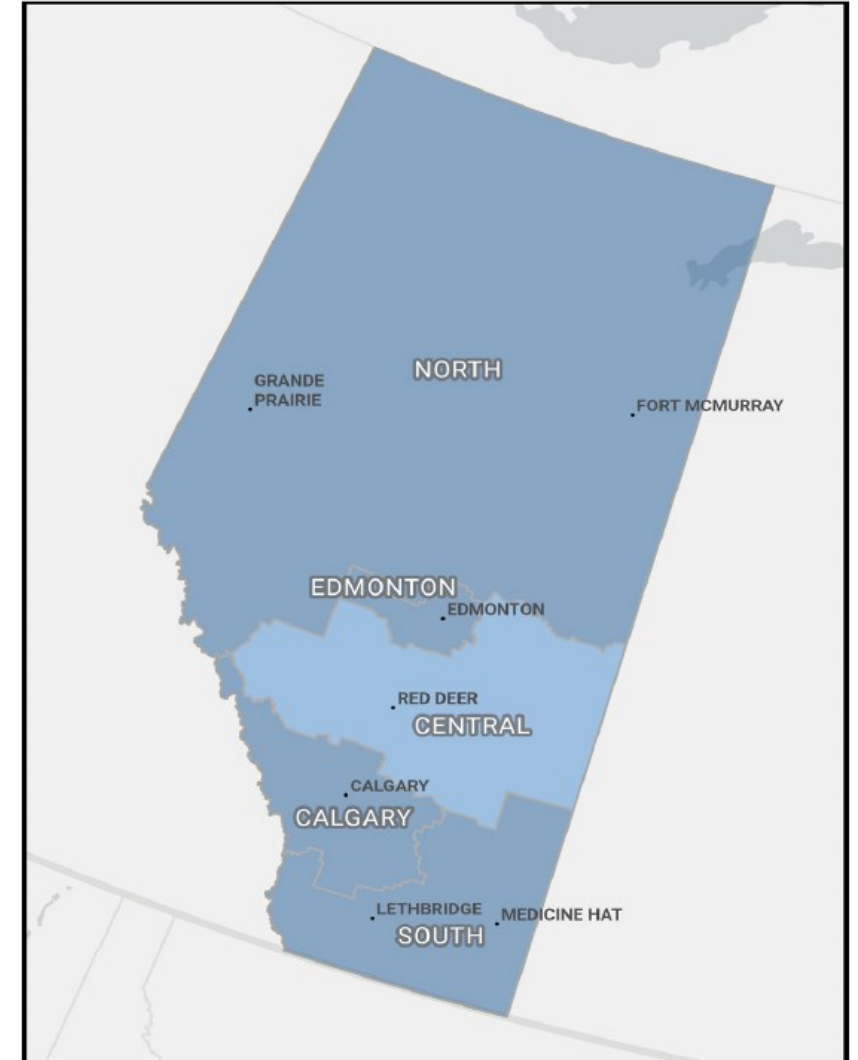 NORTH
GRANDE
PRAIRIE
FORT MCMURRAY
EDMONTON
EDMONTON
RED DEER
CENTRAL
CALGARY
CALGARY
LETHBRIDGE
MEDICINE HAT
SOUTH